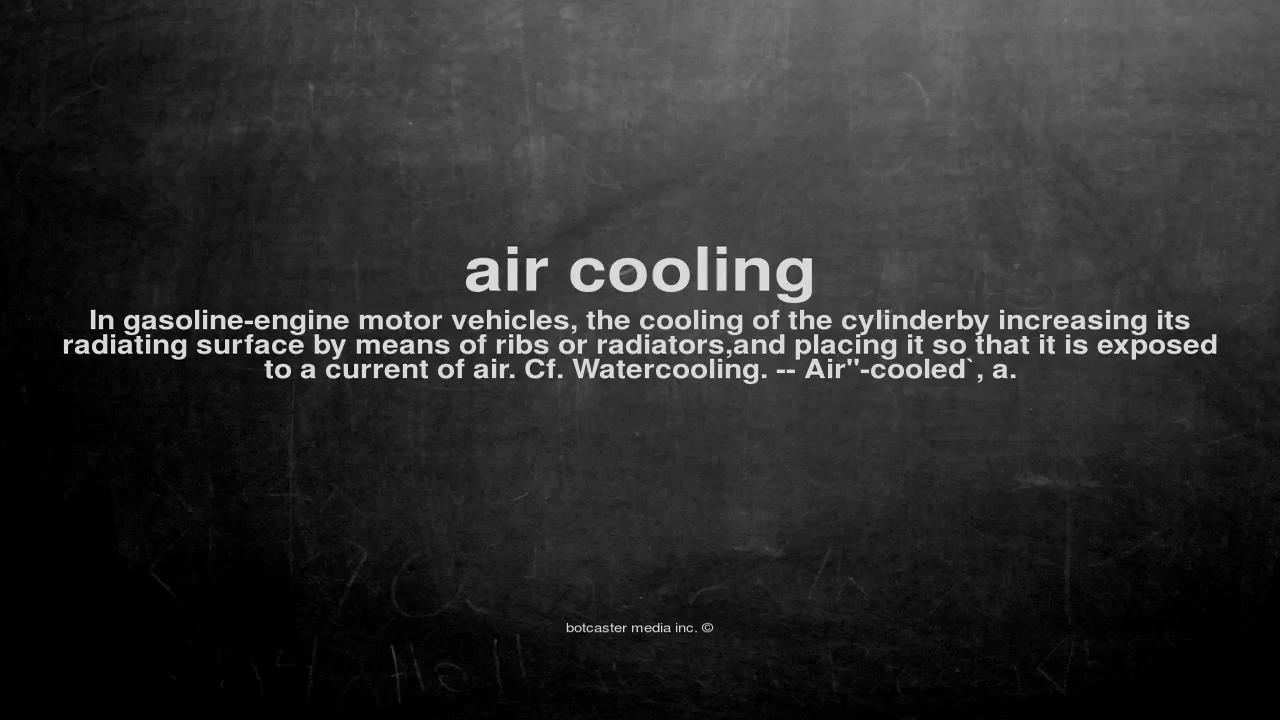 air cooling
In gasoline-engine motor vehicles, the cooling of the cylinderby increasing its
radiating surface by means of ribs or radiators,and placing it so that it is exposed
to a current of air. Cf. Watercooling. -- Air''-cooled`, a.
botcaster media inc. ©